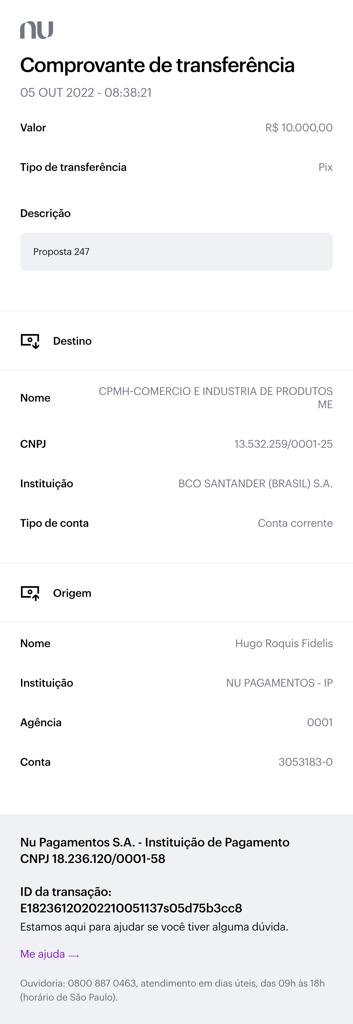 nu
Comprovante de transferência
05 OUT 2022 - 08:38:21
Valor R$ 10.000,00
Tipo de transferência Pix
Descrição
Proposta 247
Destino
Nome CPMH-COMERCIO E INDUSTRIA DE PRODUTOS
ME
CNPJ 13.532.259/0001-25
Instituição BCO SANTANDER (BRASIL) S.A.
Tipo de conta Conta corrente
Origem
Nome Hugo Roquis Fidelis
Instituição NU PAGAMENTOS - IP
Agência 0001
Conta 3053183-0
Nu Pagamentos S.A. - Instituição de Pagamento
CNPJ 18.236.120/0001-58
ID da transação:
E18236120202210051137s05d75b3cc8
Estamos aqui para ajudar se você tiver alguma dúvida.
Me ajuda →
Ouvidoria: 0800 887 0463, atendimento em dias úteis, das 09h às 18h
(horário de São Paulo).